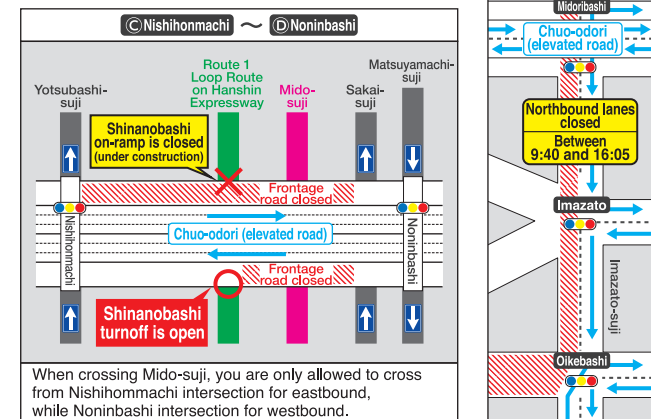 ⒸNishihonmachi ～ ⒹNoninbashi
Yotsubashi-
suji
Route 1
Loop Route
on Hanshin
Expressway
Mido-
suji
Sakai-
suji
Matsuyamachi-
suji
Shinanobashi
on-ramp is closed
(under construction)
Frontage
road closed
Nishihonmachi
Chuo-odori (elevated road)
Noninbashi
Frontage
road closed
Shinanobashi
turnoff is open
When crossing Mido-suji, you are only allowed to cross
from Nishihommachi intersection for eastbound,
while Noninbashi intersection for westbound.
Midoribashi
Chuo-odori
(elevated road)
Northbound lanes
closed
Between
9:40 and 16:05
Imazato
Imazato-suji
Oikebashi